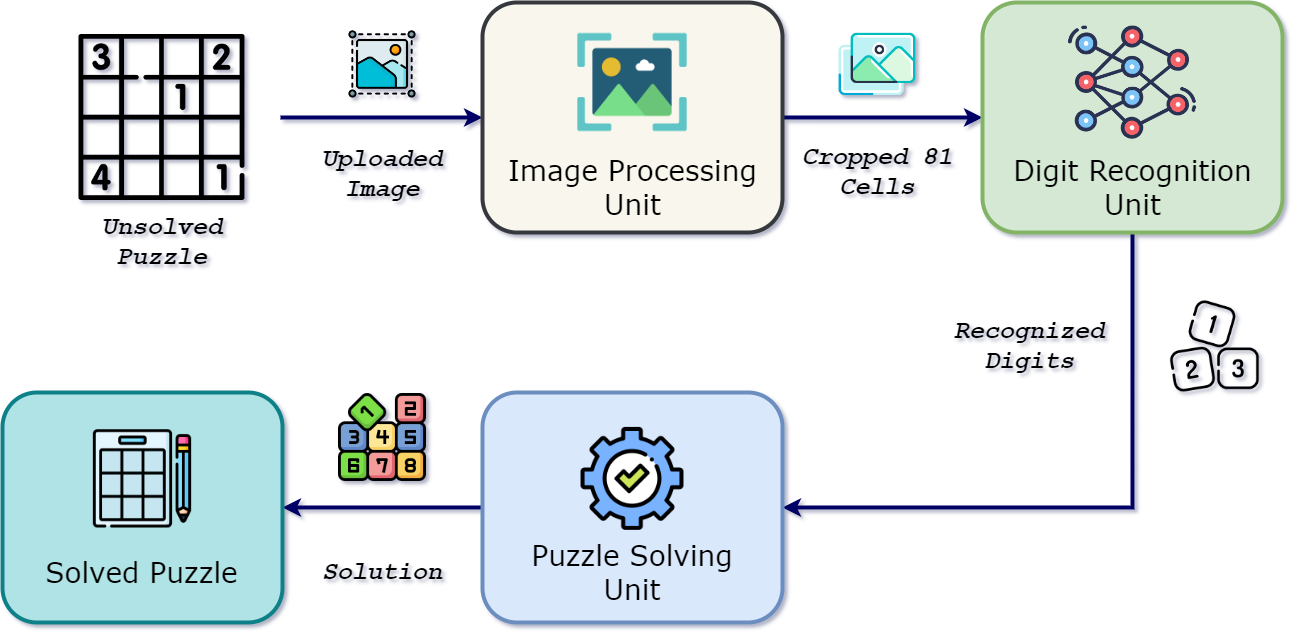 3 2
1
4 1
Unsolved
Puzzle
Uploaded
Image
Image Processing
Unit
Cropped 81
Cells
Digit Recognition
Unit
Recognized
Digits
1
2 3
Solved Puzzle
1 2
3 4 5
6 7 8
Solution
Puzzle Solving
Unit